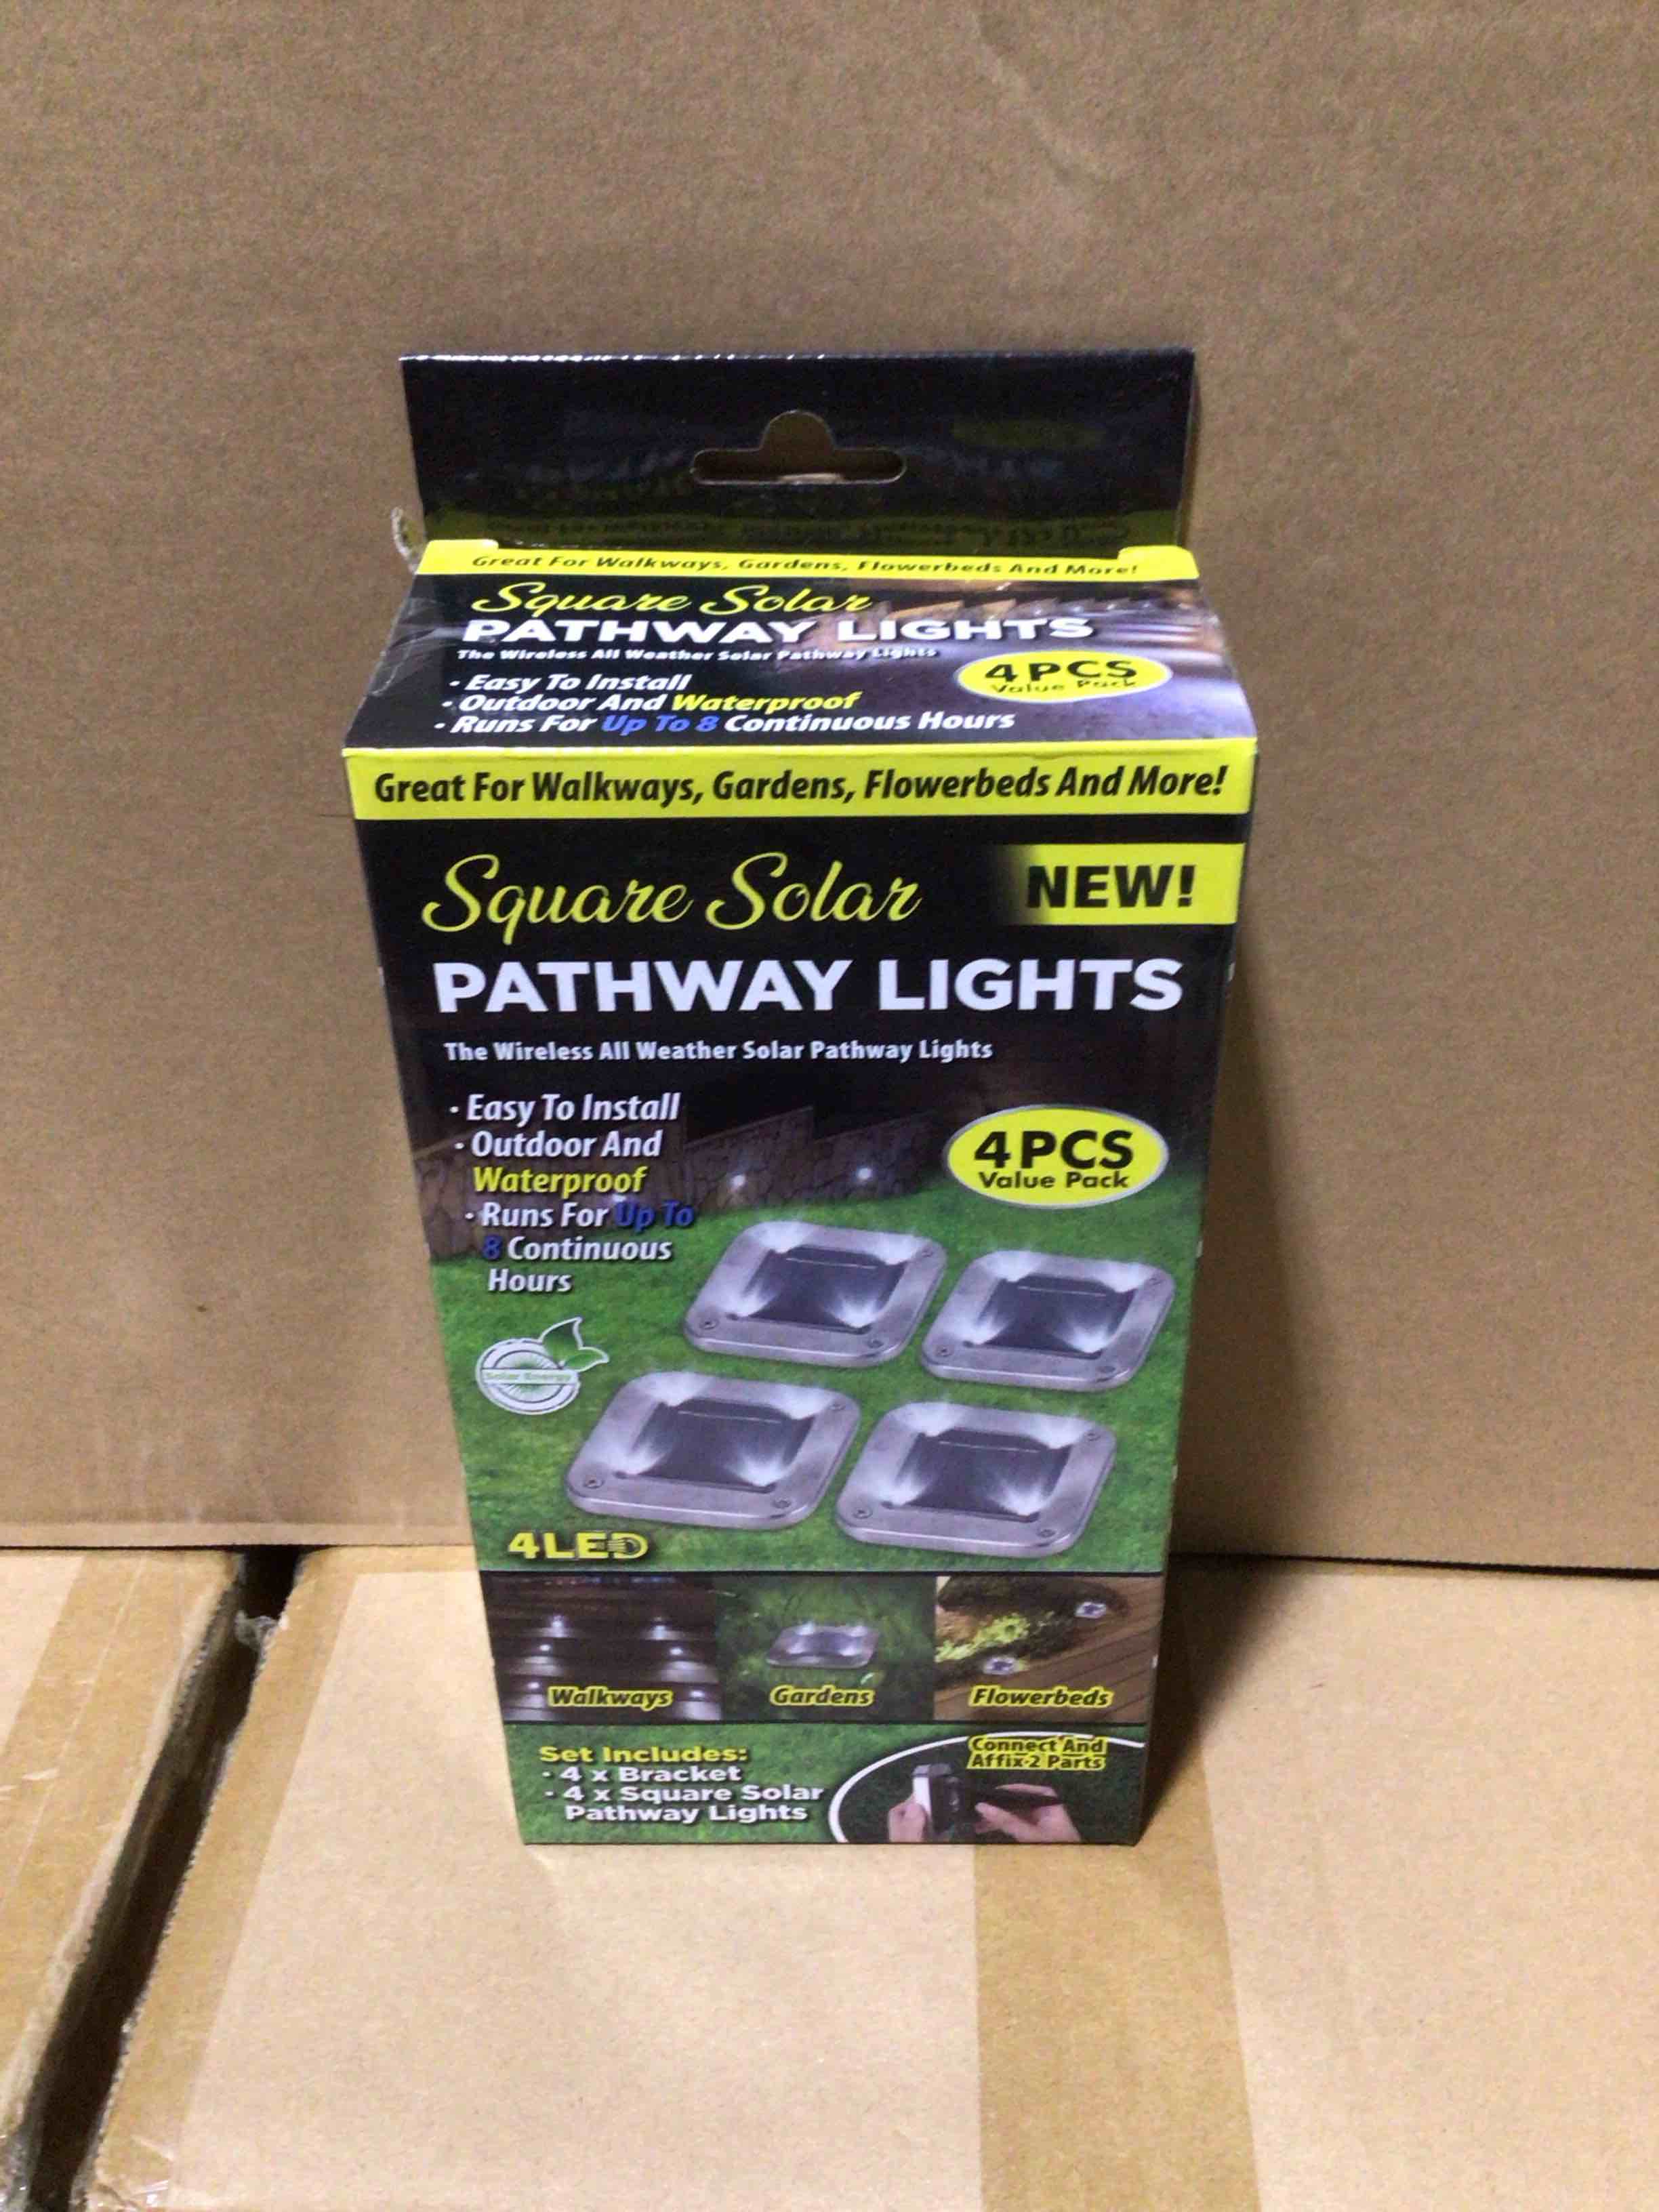 Great For Walkways, Gardens, Flowerbeds And More!
Square Solar
PATHWAY LIGHTS
The Wireless All Weather Solar Pathway Lights
· Easy To Install
· Outdoor And Waterproof
· Runs For Up To 8 Continuous Hours
4PCS
Value Pack
Great For Walkways, Gardens, Flowerbeds And More!
Square Solar
NEW!
PATHWAY LIGHTS
The Wireless All Weather Solar Pathway Lights
· Easy To Install
· Outdoor And
Waterproof
· Runs For Up To
8 Continuous
Hours
4PCS
Value Pack
Solar Energy
4LED
Walkways
Gardens
Flowerbeds
Set Includes:
· 4 x Bracket
· 4 x Square Solar
Pathway Lights
Connect And
Affix 2 Parts